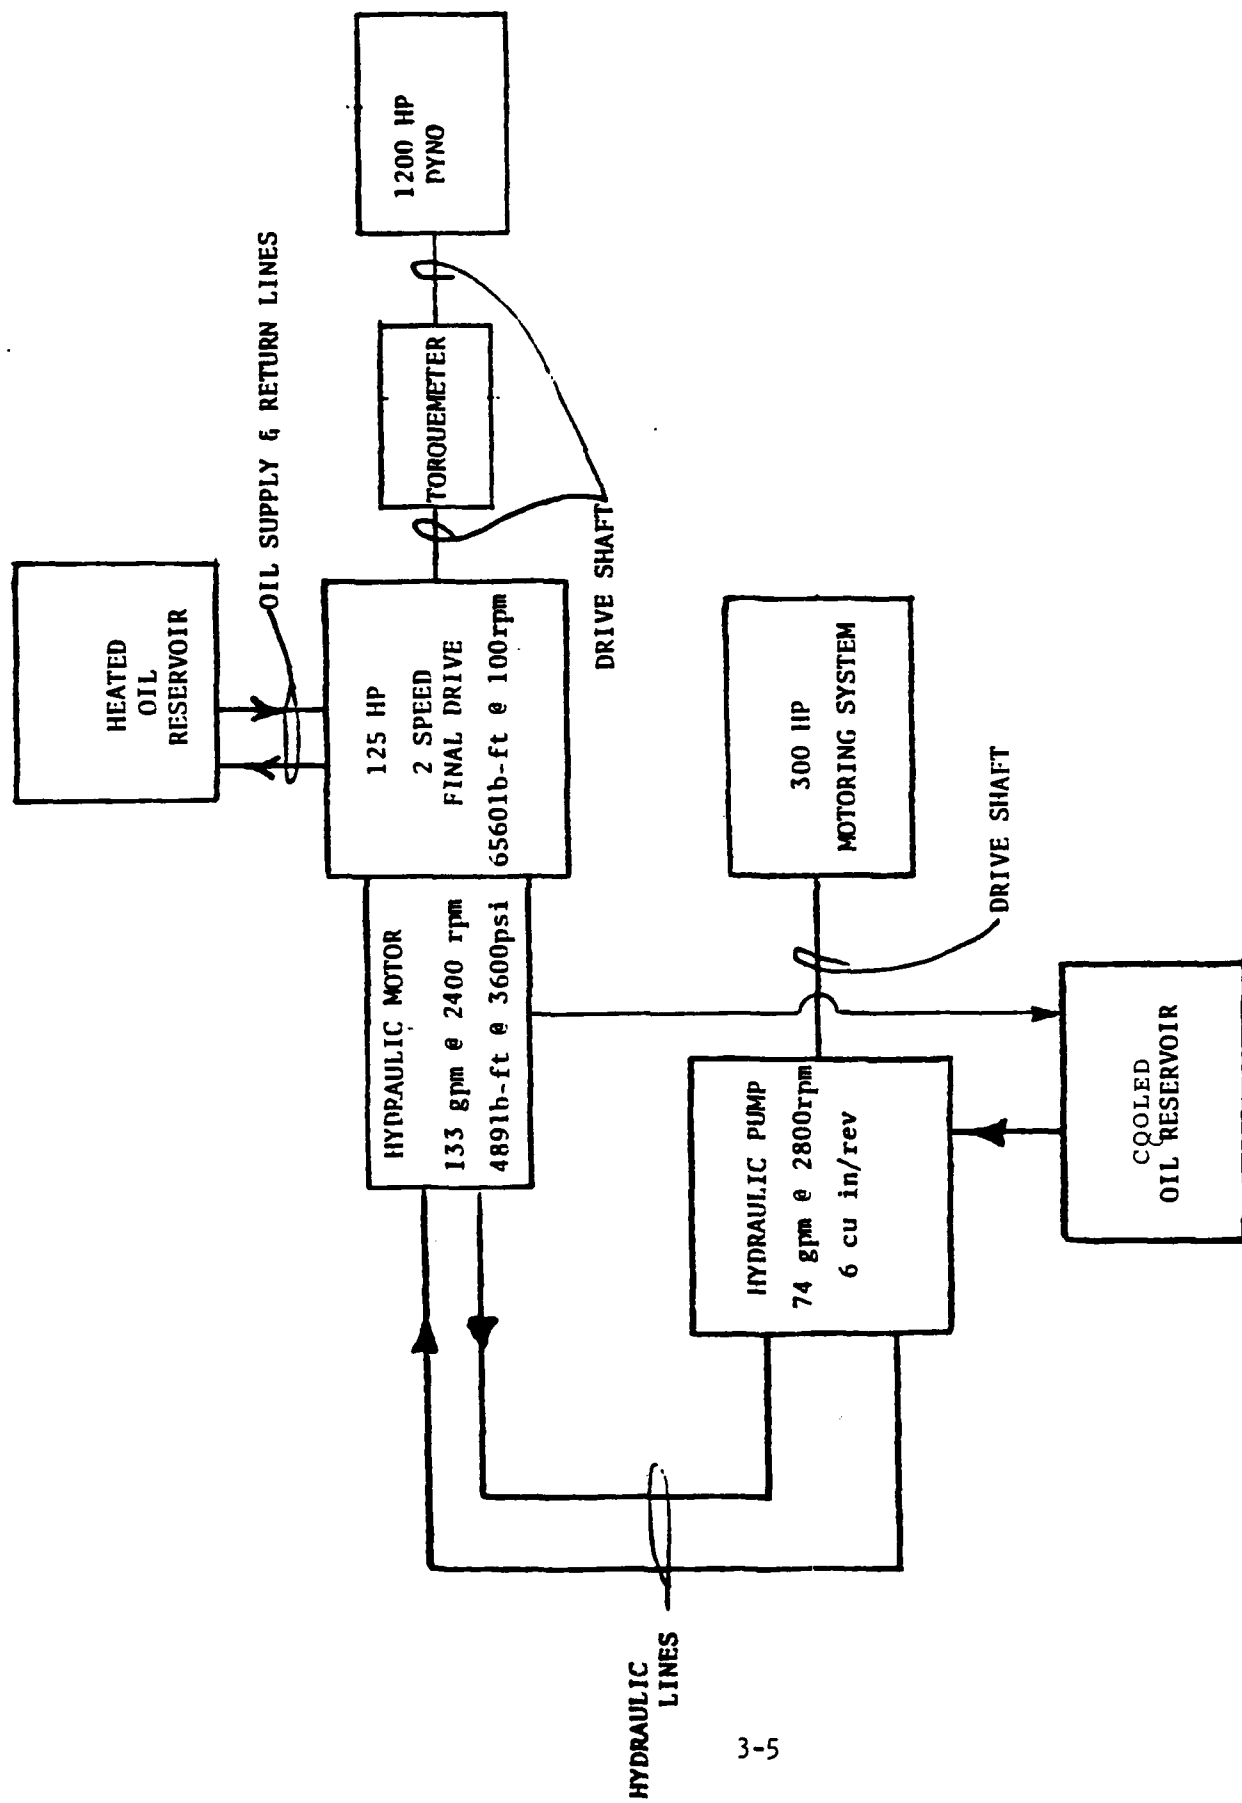 HEATED
OIL
RESERVOIR
OIL SUPPLY & RETURN LINES
HYDRAULIC MOTOR
133 gpm @ 2400 rpm
489lb-ft @ 3600psi
125 HP
2 SPEED
FINAL DRIVE
6560lb-ft @ 100rpm
TORQUEMETER
1200 HP
DYNO
DRIVE SHAFT
HYDRAULIC
LINES
HYDRAULIC PUMP
74 gpm @ 2800rpm
6 cu in/rev
300 HP
MOTORING SYSTEM
DRIVE SHAFT
COOLED
OIL RESERVOIR
3-5